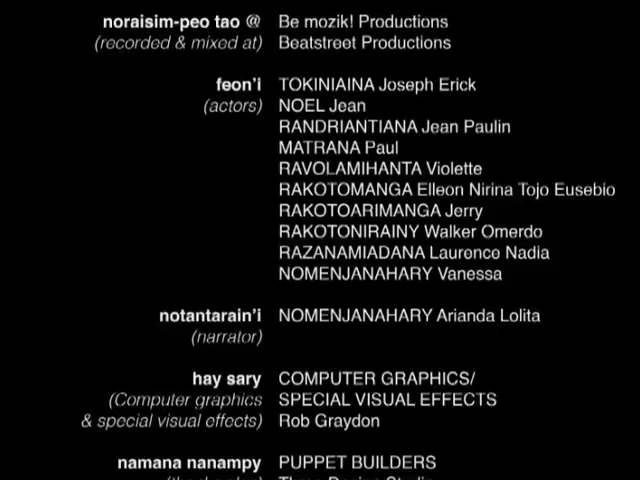 noraisim-peo tao @ Be mozik! Productions
(recorded & mixed at) Beatstreet Productions
feon'i TOKINIAINA Joseph Erick
(actors) NOEL Jean
RANDRIANTIANA Jean Paulin
MATRANA Paul
RAVOLAMIHANTA Violette
RAKOTOMANGA Elleon Nirina Tojo Eusebio
RAKOTOARIMANGA Jerry
RAKOTONIRAINY Walker Omerdo
RAZANAMIADANA Laurence Nadia
NOMENJANAHARY Vanessa
notantarain'i NOMENJANAHARY Arianda Lolita
(narrator)
hay sary COMPUTER GRAPHICS/
(Computer graphics SPECIAL VISUAL EFFECTS
& special visual effects) Rob Graydon
namana nanampy PUPPET BUILDERS